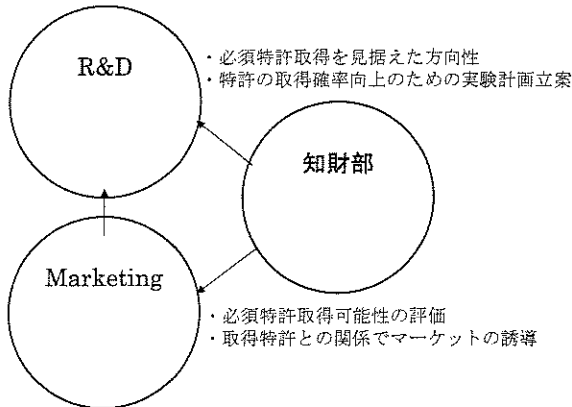 R&D
・必須特許取得を見据えた方向性
・特許の取得確率向上のための実験計画立案
知財部
Marketing
・必須特許取得可能性の評価
・取得特許との関係でマーケットの誘導